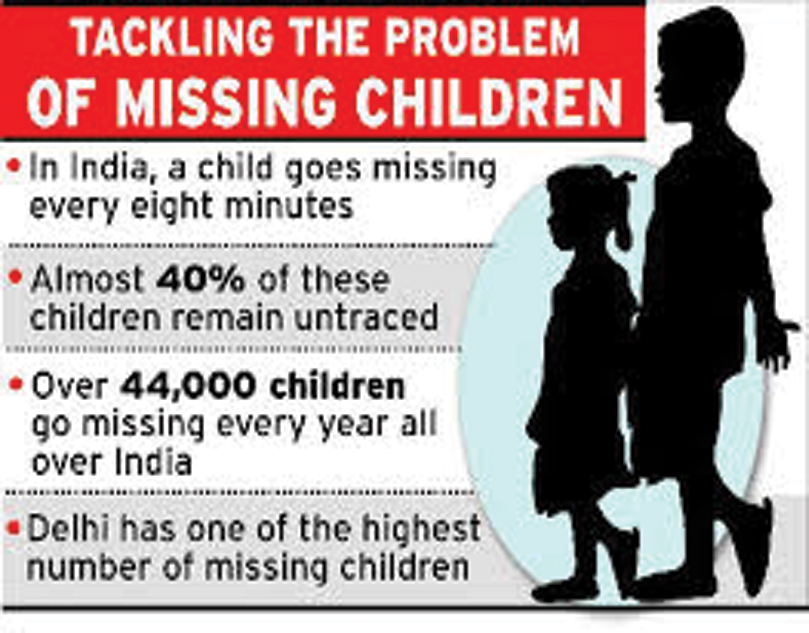 TACKLING THE PROBLEM
OF MISSING CHILDREN
• In India, a child goes missing
every eight minutes
• Almost 40% of these
children remain untraced
• Over 44,000 children
go missing every year all
over India
• Delhi has one of the highest
number of missing children